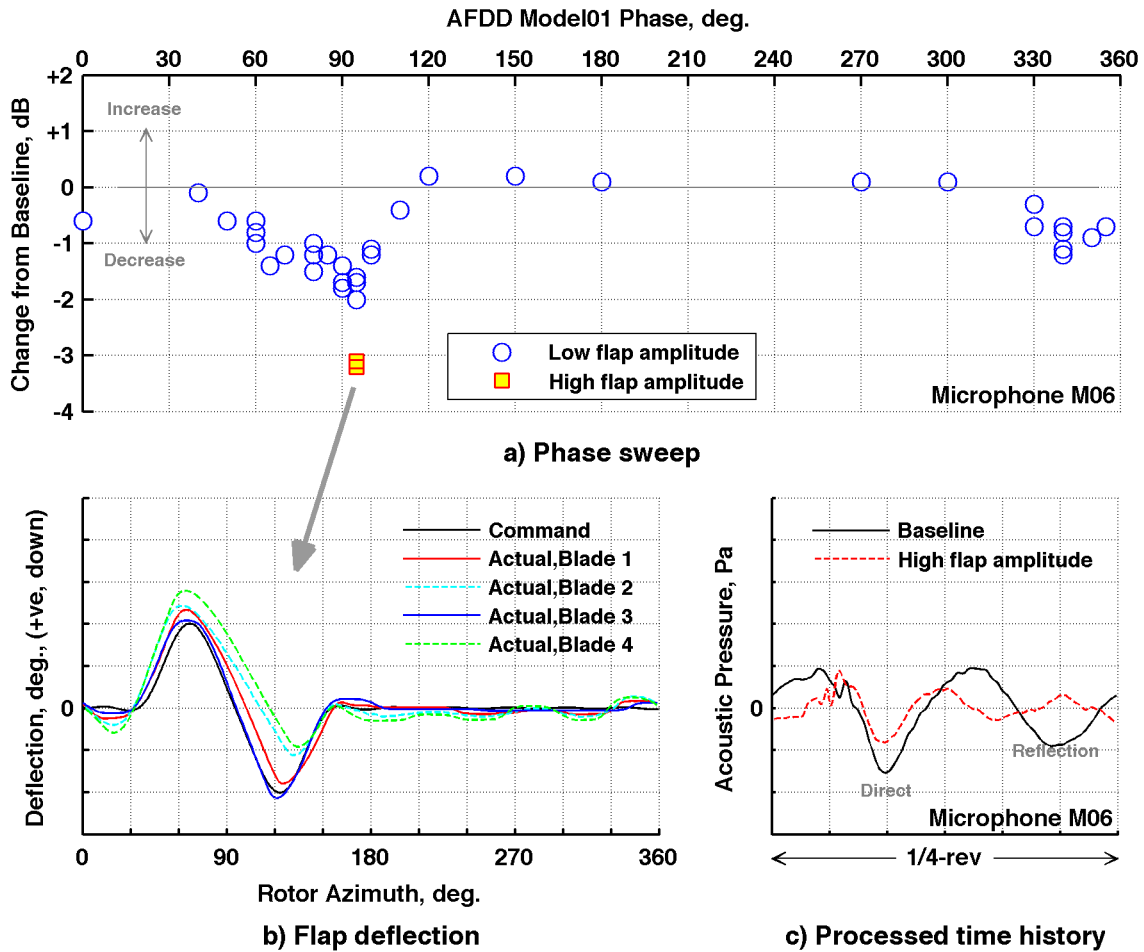 AFDD Model01 Phase, deg.
0 30 60 90 120 150 180 210 240 270 300 330 360
Change from Baseline, dB
+2
+1
0
-1
-2
-3
-4
Increase
Decrease
Low flap amplitude
High flap amplitude
Microphone M06
a) Phase sweep
Deflection, deg., (+ve, down)
0
Command
Actual,Blade 1
Actual,Blade 2
Actual,Blade 3
Actual,Blade 4
0 90 180 270 360
Rotor Azimuth, deg.
b) Flap deflection
Acoustic Pressure, Pa
0
Baseline
High flap amplitude
Direct
Reflection
Microphone M06
1/4-rev
c) Processed time history